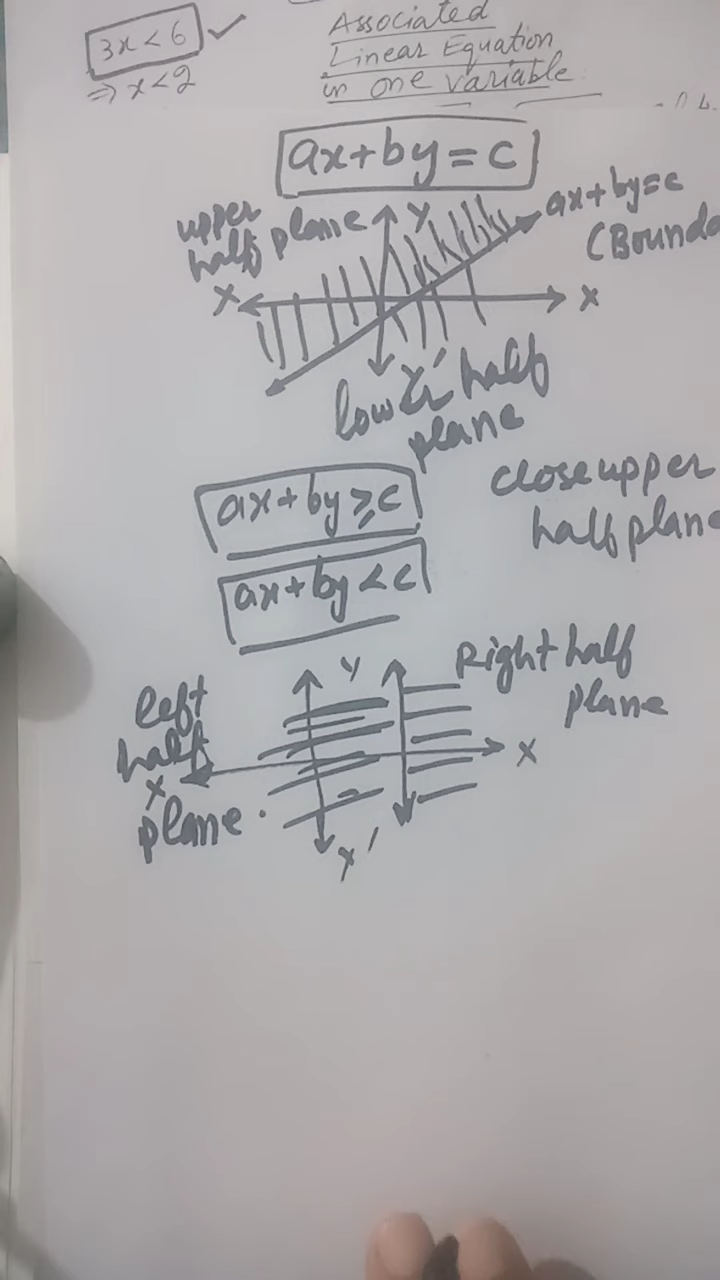 3x < 6 ✓
⇒ x < 2
Associated
Linear Equation
in one variable
ax + by = c
upper
half plane
Y
ax + by = c
(Bounda
X
X
Y'
lower half
plane
ax + by ≥ c
close upper
half plane
ax + by < c
Y
Right half
plane
left
half
plane.
X
X
Y'